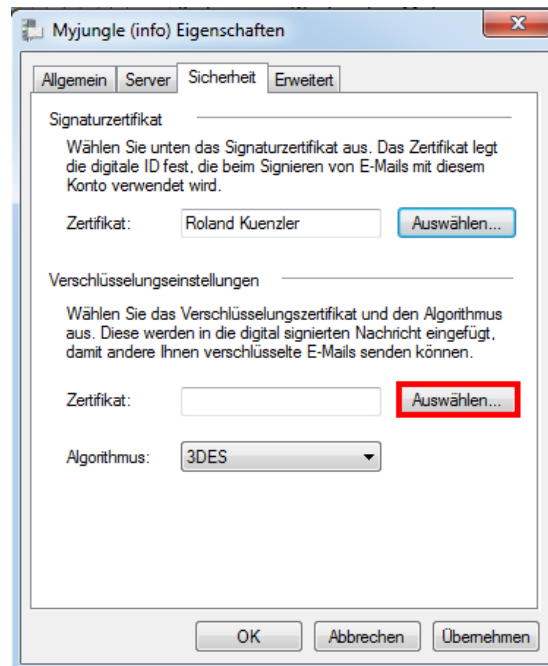 Myjungle (info) Eigenschaften
Allgemein Server Sicherheit Erweitert
Signaturzertifikat
Wählen Sie unten das Signaturzertifikat aus. Das Zertifikat legt
die digitale ID fest, die beim Signieren von E-Mails mit diesem
Konto verwendet wird.
Zertifikat: Roland Kuenzler Auswählen...
Verschlüsselungseinstellungen
Wählen Sie das Verschlüsselungszertifikat und den Algorithmus
aus. Diese werden in die digital signierten Nachricht eingefügt,
damit andere Ihnen verschlüsselte E-Mails senden können.
Zertifikat: Auswählen...
Algorithmus: 3DES
OK Abbrechen Übernehmen